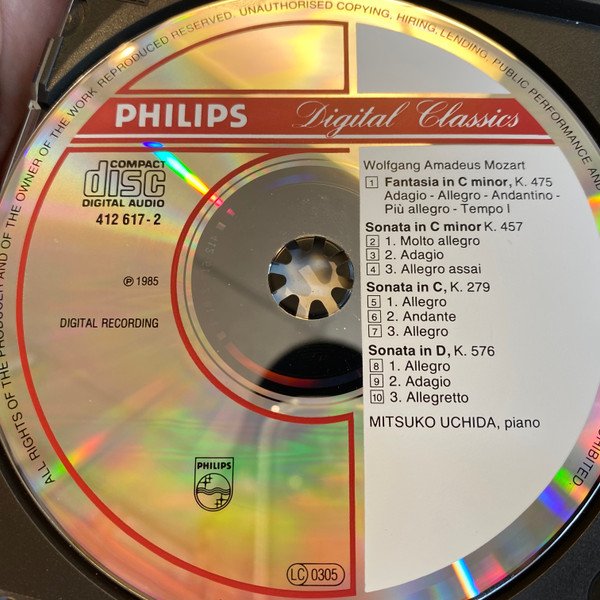 ALL RIGHTS OF THE PRODUCER AND OF THE OWNER OF THE WORK REPRODUCED RESERVED. UNAUTHORISED COPYING, HIRING, LENDING, PUBLIC PERFORMANCE AND
HIBITED.
PHILIPS Digital Classics
COMPACT
disc
DIGITAL AUDIO
412 617-2
℗ 1985
DIGITAL RECORDING
Wolfgang Amadeus Mozart
1 Fantasia in C minor, K. 475
Adagio - Allegro - Andantino -
Più allegro - Tempo I
Sonata in C minor K. 457
2 1. Molto allegro
3 2. Adagio
4 3. Allegro assai
Sonata in C, K. 279
5 1. Allegro
6 2. Andante
7 3. Allegro
Sonata in D, K. 576
8 1. Allegro
9 2. Adagio
10 3. Allegretto
MITSUKO UCHIDA, piano
PHILIPS
LC 0305